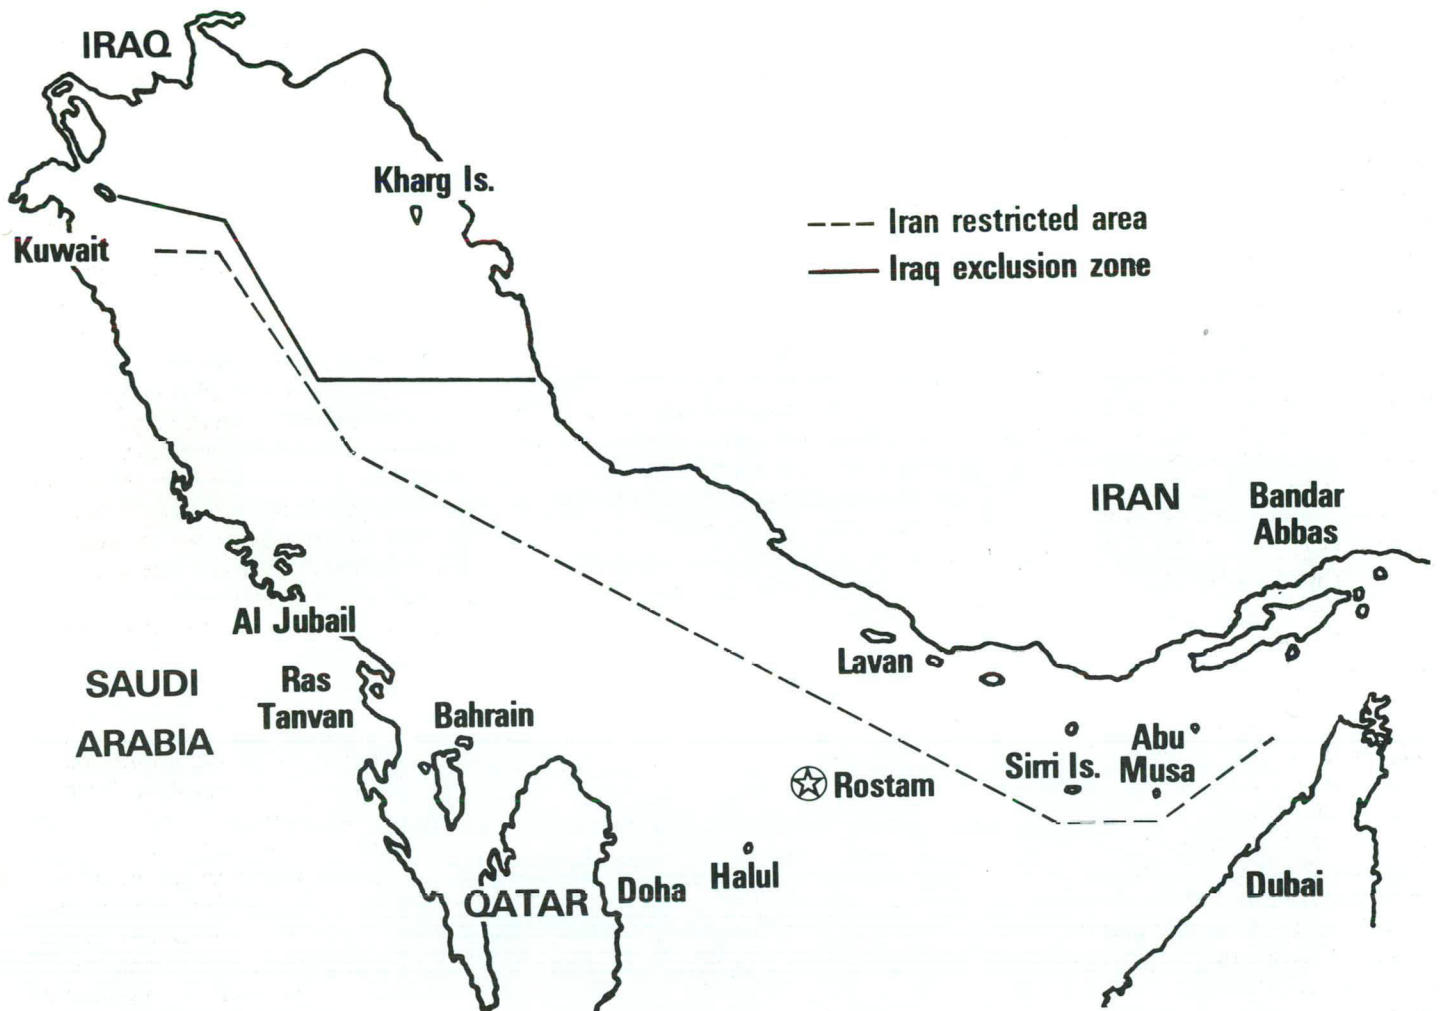 IRAQ
Kharg Is.
Iran restricted area
Kuwait
Iraq exclusion zone
IRAN
Bandar
Abbas
Al Jubail
Lavan
SAUDI
ARABIA
Ras
Tanvan
Bahrain
Abu
Musa
Sirri Is.
Rostam
Halul
Doha
QATAR
Dubai